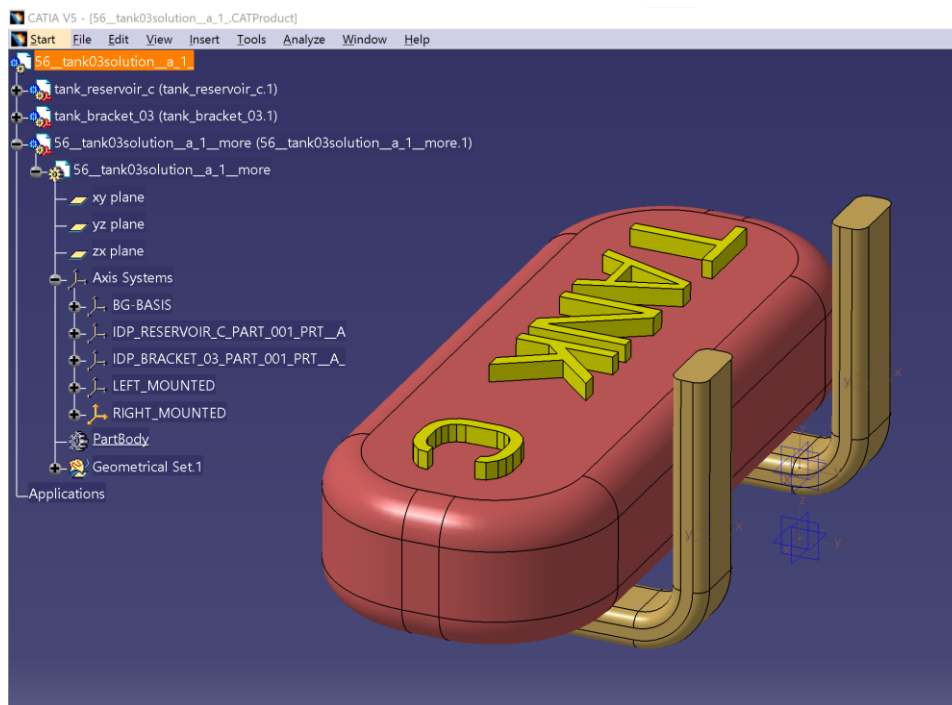 CATIA V5 - [56__tank03solution__a_1_.CATProduct]
Start File Edit View Insert Tools Analyze Window Help
56__tank03solution__a_1_
tank_reservoir_c (tank_reservoir_c.1)
tank_bracket_03 (tank_bracket_03.1)
56__tank03solution__a_1__more (56__tank03solution__a_1__more.1)
56__tank03solution__a_1__more
xy plane
yz plane
zx plane
Axis Systems
BG-BASIS
IDP_RESERVOIR_C_PART_001_PRT__A
IDP_BRACKET_03_PART_001_PRT__A_
LEFT_MOUNTED
RIGHT_MOUNTED
PartBody
Geometrical Set.1
Applications
TANK
C
y x
z
y
z
y x
y